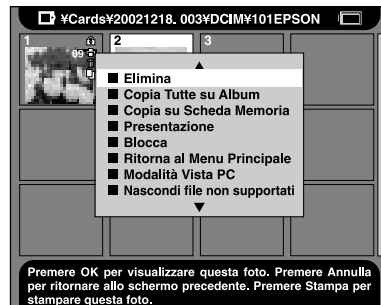 ¥Cards¥20021218. 003¥DCIM¥101EPSON
1 2 3
09
Elimina
Copia Tutte su Album
Copia su Scheda Memoria
Presentazione
Blocca
Ritorna al Menu Principale
Modalità Vista PC
Nascondi file non supportati
Premere OK per visualizzare questa foto. Premere Annulla
per ritornare allo schermo precedente. Premere Stampa per
stampare questa foto.